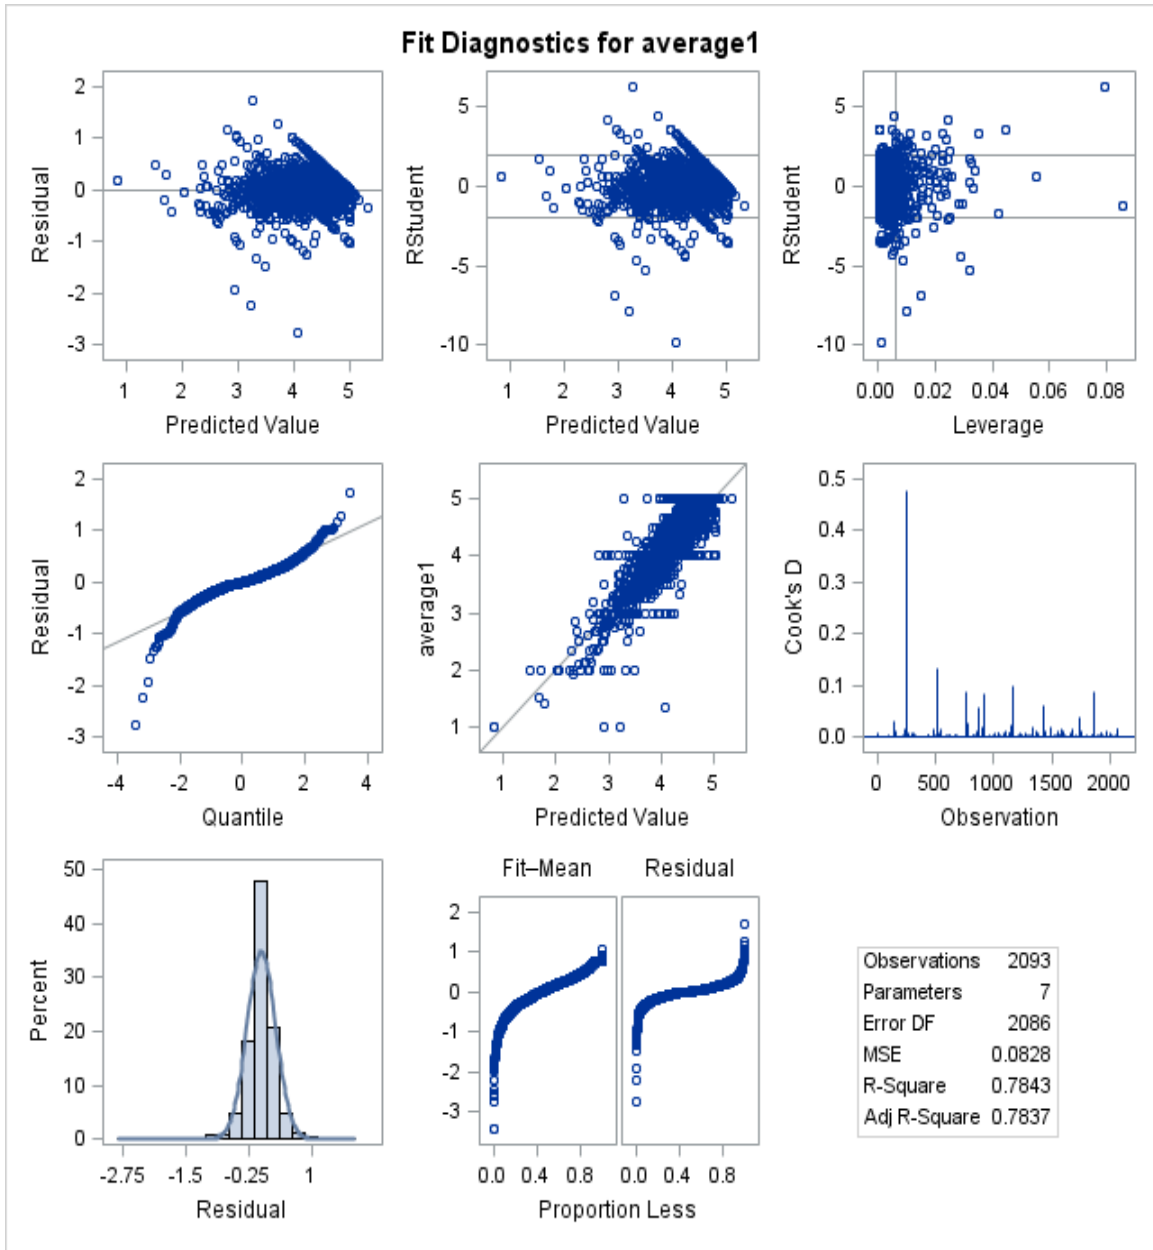 Fit Diagnostics for average1
2
1
0
-1
-2
-3
Residual
1 2 3 4 5
Predicted Value
5
0
-5
-10
RStudent
1 2 3 4 5
Predicted Value
5
0
-5
-10
RStudent
0.00 0.02 0.04 0.06 0.08
Leverage
2
1
0
-1
-2
-3
Residual
-4 -2 0 2 4
Quantile
5
4
3
2
1
average1
1 2 3 4 5
Predicted Value
0.5
0.4
0.3
0.2
0.1
0.0
Cook's D
0 500 1000 1500 2000
Observation
50
40
30
20
10
0
Percent
-2.75 -1.5 -0.25 1
Residual
Fit–Mean Residual
2
1
0
-1
-2
-3
0.0 0.4 0.8 0.0 0.4 0.8
Proportion Less
Observations 2093
Parameters 7
Error DF 2086
MSE 0.0828
R-Square 0.7843
Adj R-Square 0.7837